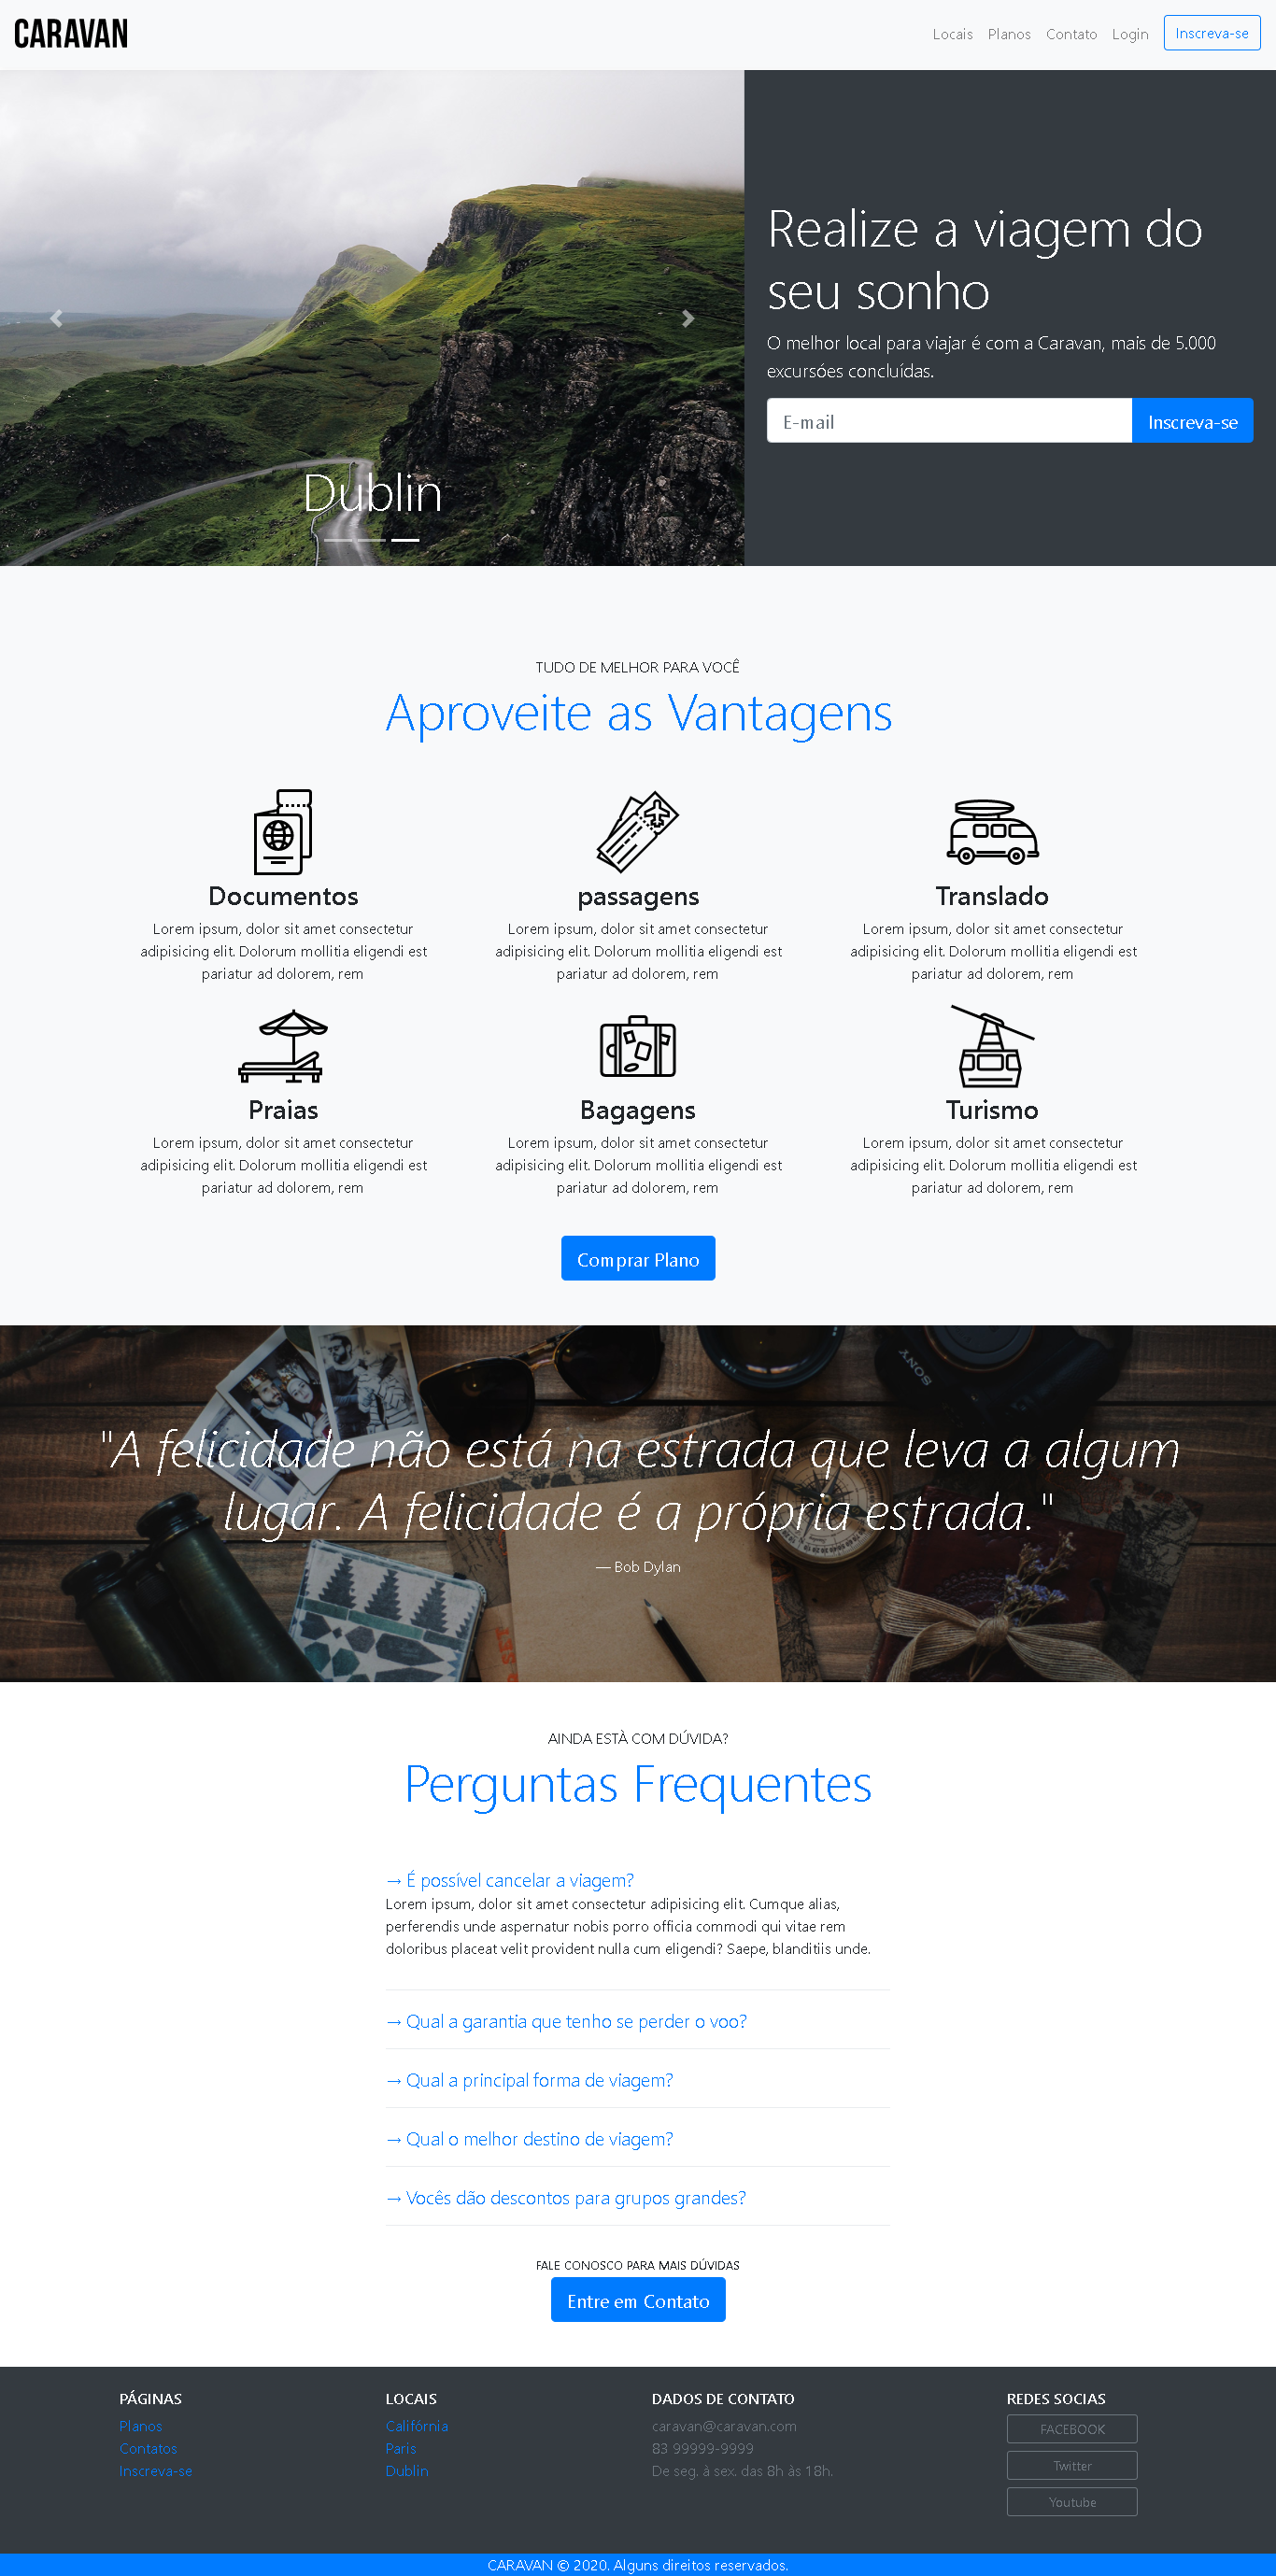 CARAVAN
Locais Planos Contato Login Inscreva-se
Realize a viagem do
seu sonho
O melhor local para viajar é com a Caravan, mais de 5.000
excursóes concluídas.
E-mail Inscreva-se
Dublin
TUDO DE MELHOR PARA VOCÊ
Aproveite as Vantagens
Documentos
Lorem ipsum, dolor sit amet consectetur
adipisicing elit. Dolorum mollitia eligendi est
pariatur ad dolorem, rem
passagens
Lorem ipsum, dolor sit amet consectetur
adipisicing elit. Dolorum mollitia eligendi est
pariatur ad dolorem, rem
Translado
Lorem ipsum, dolor sit amet consectetur
adipisicing elit. Dolorum mollitia eligendi est
pariatur ad dolorem, rem
Praias
Lorem ipsum, dolor sit amet consectetur
adipisicing elit. Dolorum mollitia eligendi est
pariatur ad dolorem, rem
Bagagens
Lorem ipsum, dolor sit amet consectetur
adipisicing elit. Dolorum mollitia eligendi est
pariatur ad dolorem, rem
Turismo
Lorem ipsum, dolor sit amet consectetur
adipisicing elit. Dolorum mollitia eligendi est
pariatur ad dolorem, rem
Comprar Plano
SONY
"A felicidade não está na estrada que leva a algum
lugar. A felicidade é a própria estrada."
— Bob Dylan
AINDA ESTÀ COM DÚVIDA?
Perguntas Frequentes
→ É possível cancelar a viagem?
Lorem ipsum, dolor sit amet consectetur adipisicing elit. Cumque alias,
perferendis unde aspernatur nobis porro officia commodi qui vitae rem
doloribus placeat velit provident nulla cum eligendi? Saepe, blanditiis unde.
→ Qual a garantia que tenho se perder o voo?
→ Qual a principal forma de viagem?
→ Qual o melhor destino de viagem?
→ Vocês dão descontos para grupos grandes?
FALE CONOSCO PARA MAIS DÚVIDAS
Entre em Contato
PÁGINAS
Planos
Contatos
Inscreva-se
LOCAIS
Califórnia
Paris
Dublin
DADOS DE CONTATO
caravan@caravan.com
83 99999-9999
De seg. à sex. das 8h às 18h.
REDES SOCIAS
FACEBOOK
Twitter
Youtube
CARAVAN © 2020. Alguns direitos reservados.